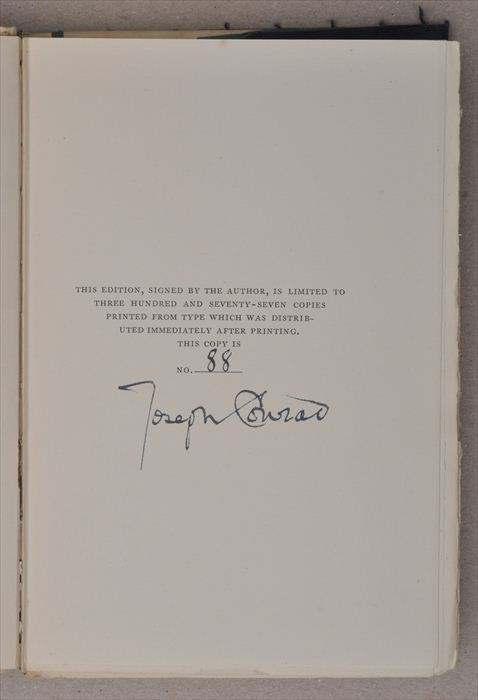 THIS EDITION, SIGNED BY THE AUTHOR, IS LIMITED TO
THREE HUNDRED AND SEVENTY-SEVEN COPIES
PRINTED FROM TYPE WHICH WAS DISTRIB-
UTED IMMEDIATELY AFTER PRINTING.
THIS COPY IS
NO. 88
Joseph Conrad